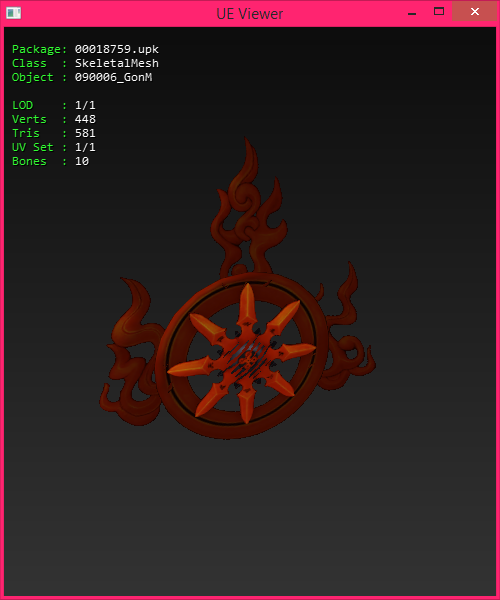 UE Viewer
Package: 00018759.upk
Class : SkeletalMesh
Object : 090006_GonM
LOD : 1/1
Verts : 448
Tris : 581
UV Set : 1/1
Bones : 10